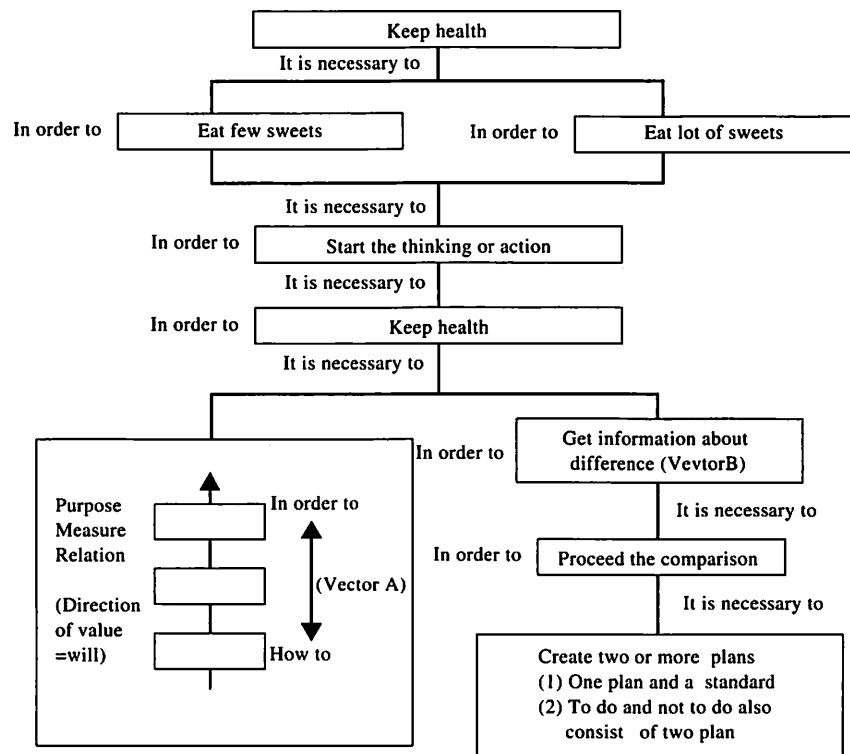 Keep health
It is necessary to
In order to
Eat few sweets
In order to
Eat lot of sweets
It is necessary to
In order to
Start the thinking or action
It is necessary to
In order to
Keep health
It is necessary to
Purpose
Measure
Relation
(Direction
of value
=will)
In order to
(Vector A)
How to
In order to
Get information about
difference (VevtorB)
It is necessary to
In order to
Proceed the comparison
It is necessary to
Create two or more plans
(1) One plan and a standard
(2) To do and not to do also
consist of two plan